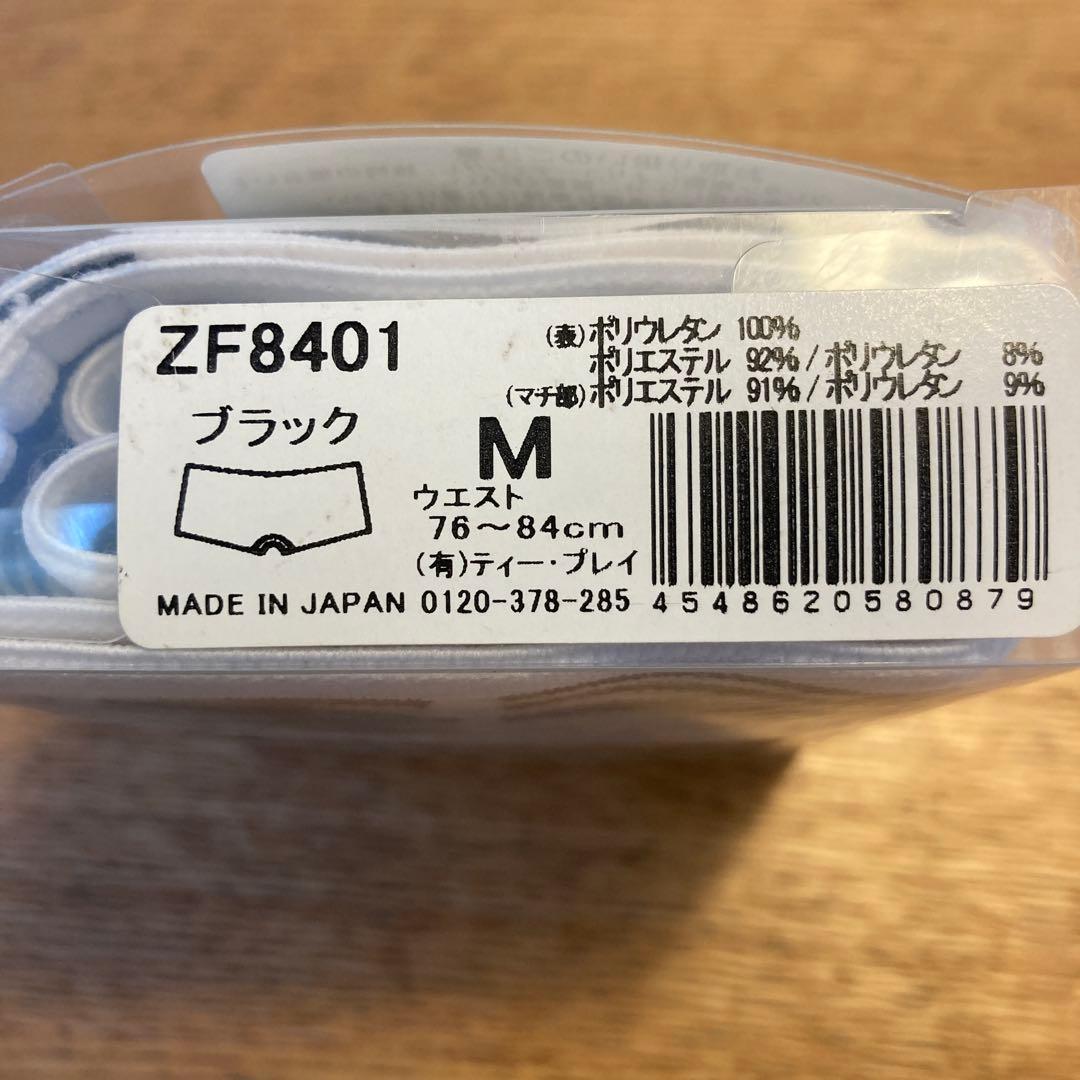 ZF8401
(表)ポリウレタン 100%
ポリエステル 92%/ポリウレタン 8%
(マチ部)ポリエステル 91%/ポリウレタン 9%
ブラック
M
ウエスト
76〜84cm
(有)ティー・プレイ
MADE IN JAPAN 0120-378-285
4548620580879